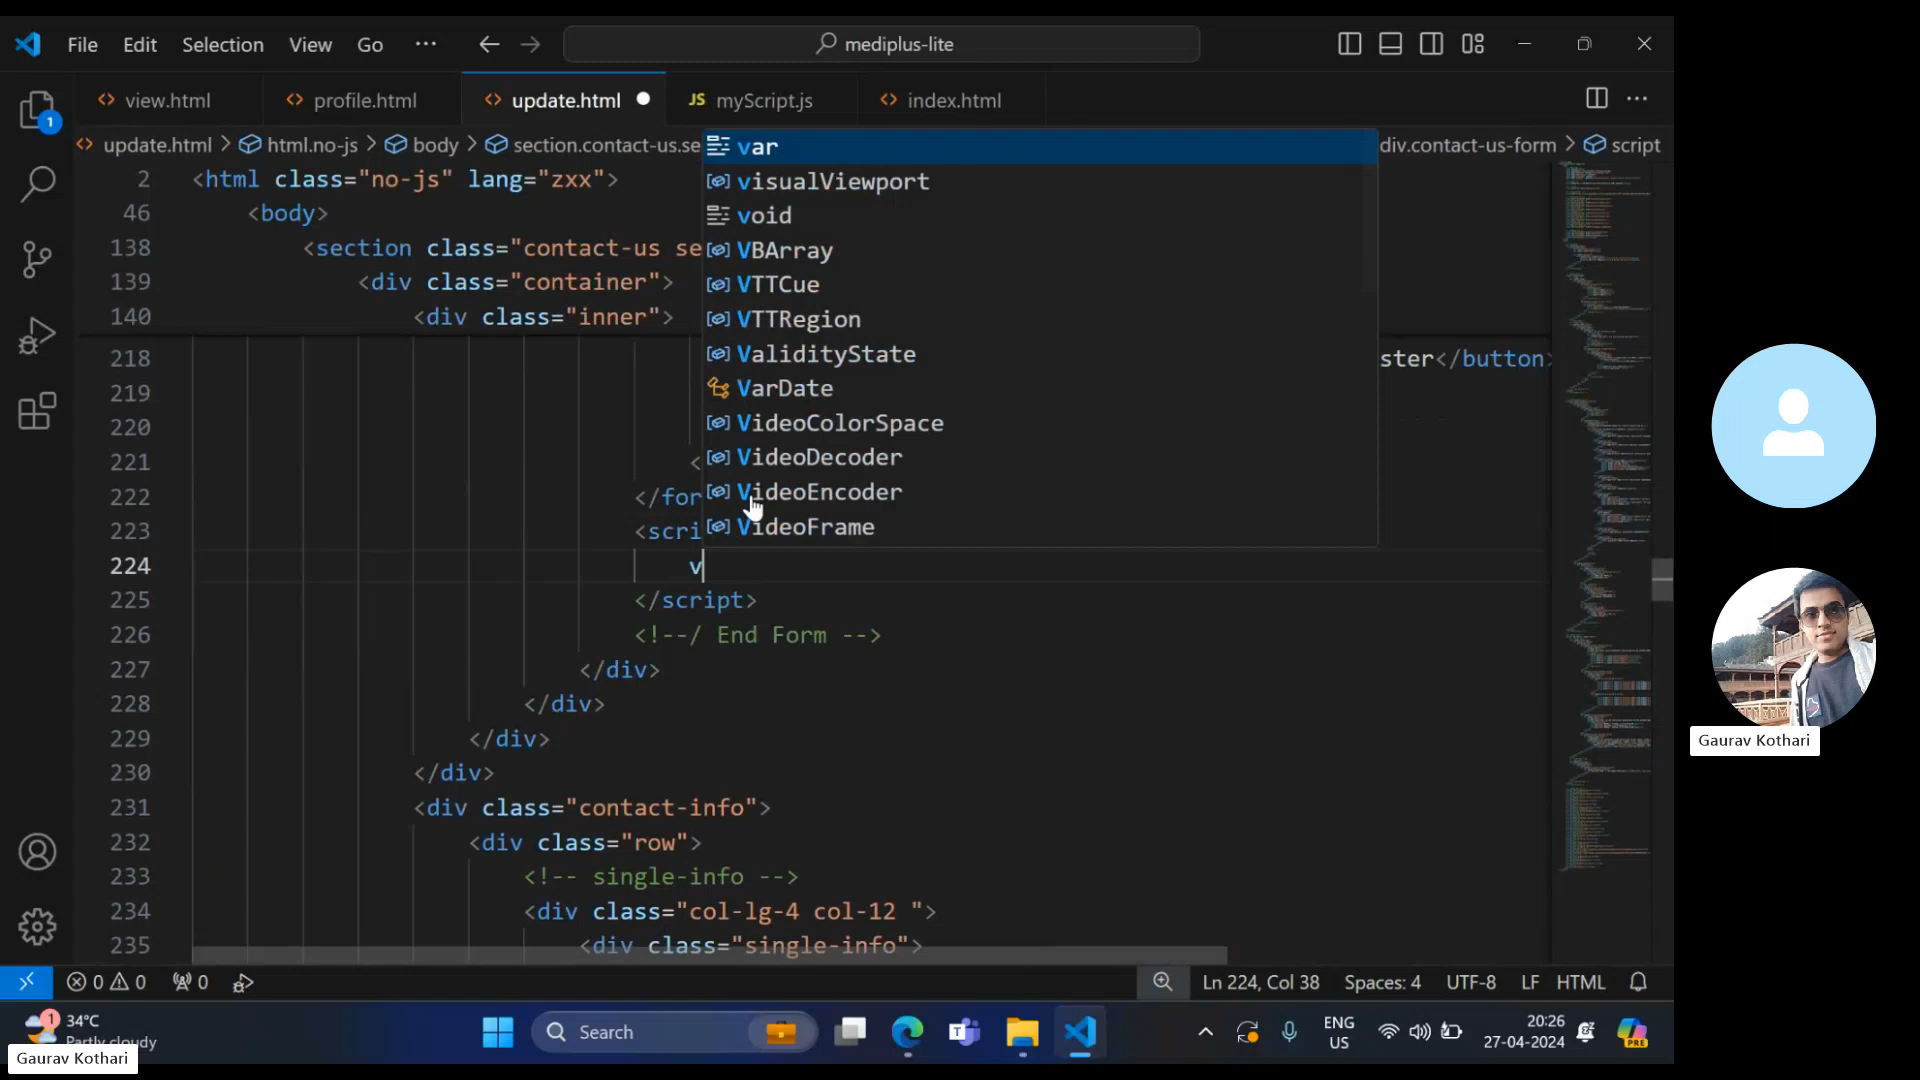 File Edit Selection View Go ··· mediplus-lite
view.html profile.html update.html JS myScript.js index.html
update.html > html.no-js > body > section.contact-us.se div.contact-us-form > script
2 <html class="no-js" lang="zxx">
46 <body>
138 <section class="contact-us se
139 <div class="container">
140 <div class="inner">
var
visualViewport
void
VBArray
VTTCue
VTTRegion
ValidityState
VarDate
VideoColorSpace
VideoDecoder
VideoEncoder
VideoFrame
218 ster</button>
219
220
221 <
222 </for
223 <scri
224 v
225 </script>
226 <!--/ End Form -->
227 </div>
228 </div>
229 </div>
230 </div>
231 <div class="contact-info">
232 <div class="row">
233 <!-- single-info -->
234 <div class="col-lg-4 col-12 ">
235 <div class="single-info">
1
0 0 0 Ln 224, Col 38 Spaces: 4 UTF-8 LF HTML
1 34°C
Partly cloudy
Search
ENG
US
20:26
27-04-2024
PRE
Gaurav Kothari
Gaurav Kothari